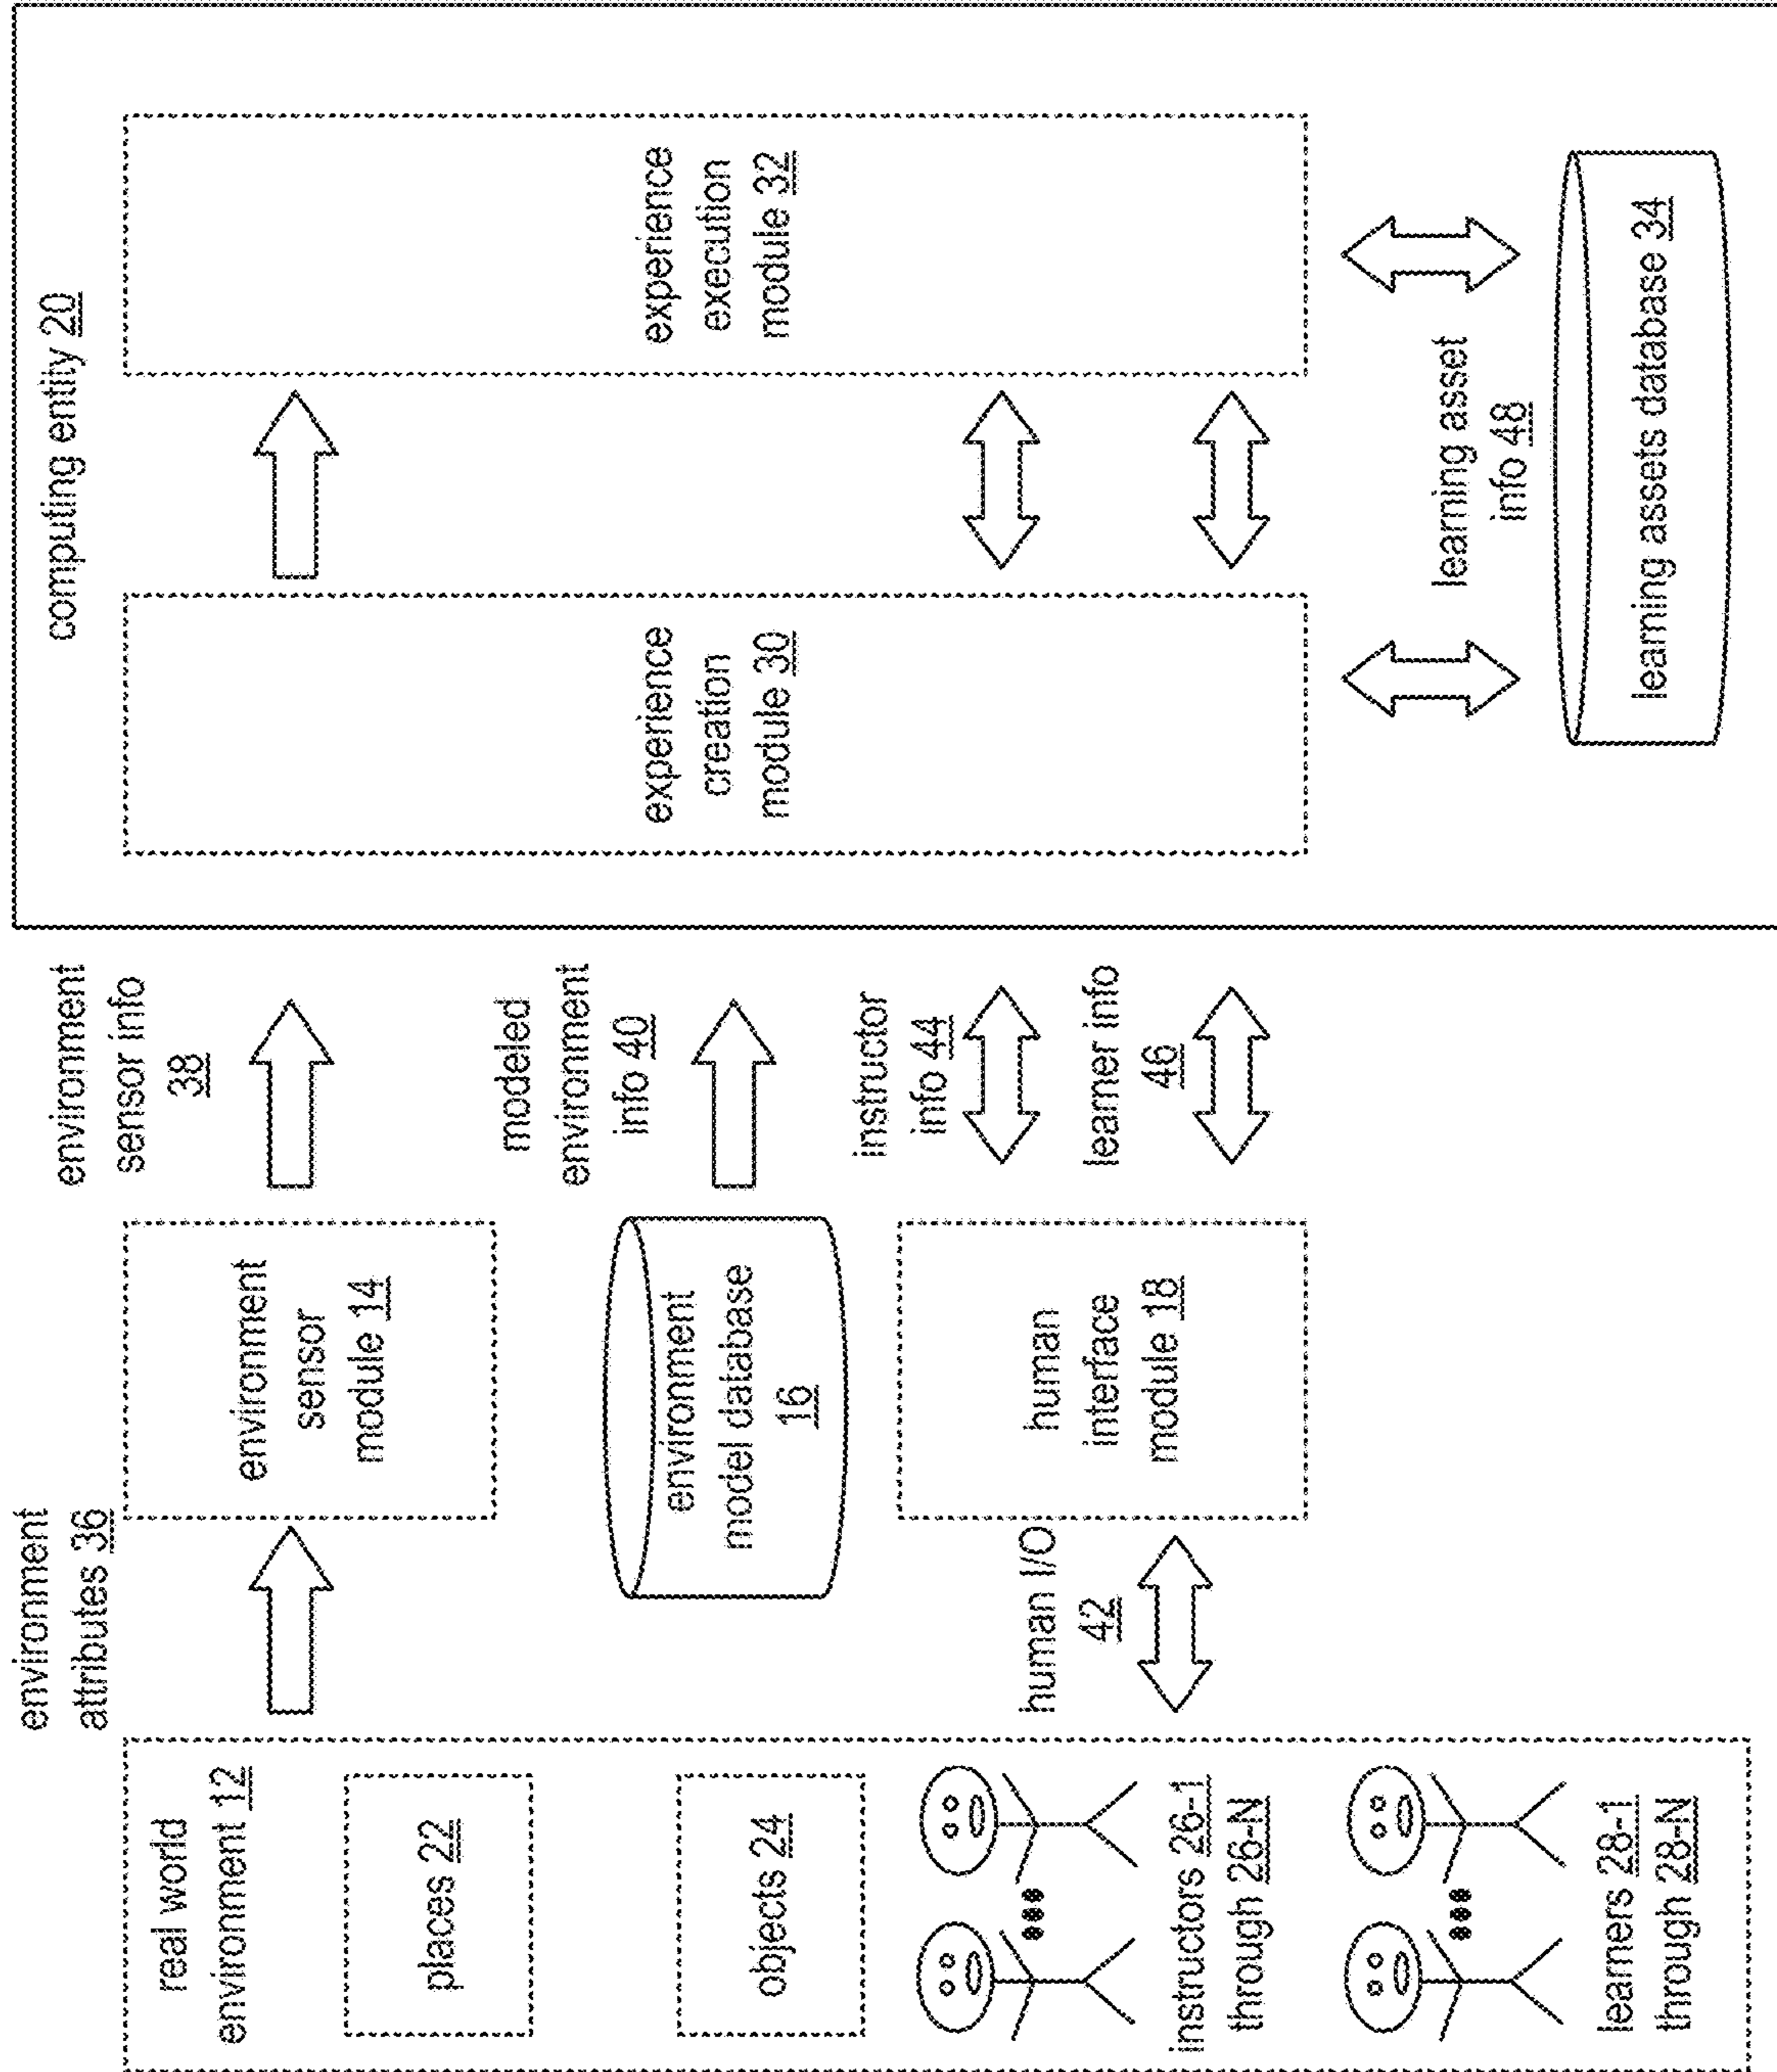 real world
environment 12
places 22
objects 24
instructors 26-1
through 26-N
learners 28-1
through 28-N
environment
attributes 36
human I/O
42
environment
sensor
module 14
environment
model database
16
human
interface
module 18
environment
sensor info
38
modeled
environment
info 40
instructor
info 44
learner info
46
computing entity 20
experience
creation
module 30
experience
execution
module 32
learning asset
info 48
learning assets database 34